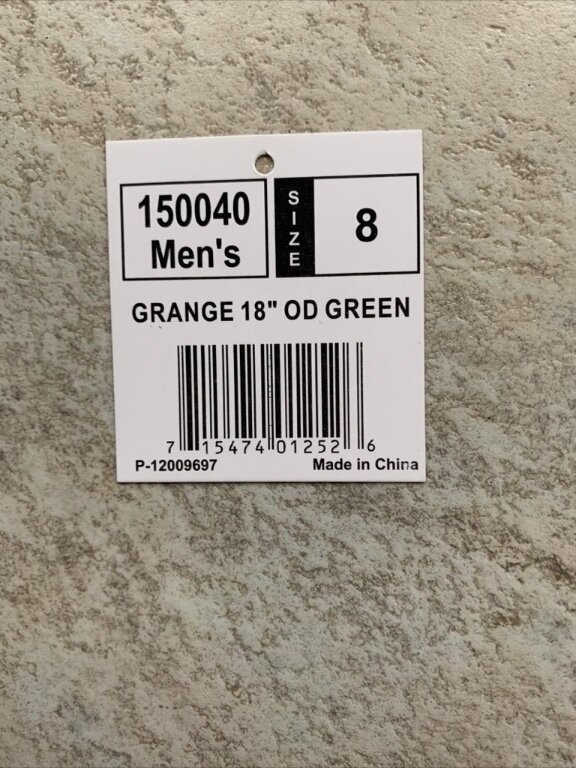 150040
Men's
SIZE
8
GRANGE 18" OD GREEN
7 15474 01252 6
P-12009697
Made in China